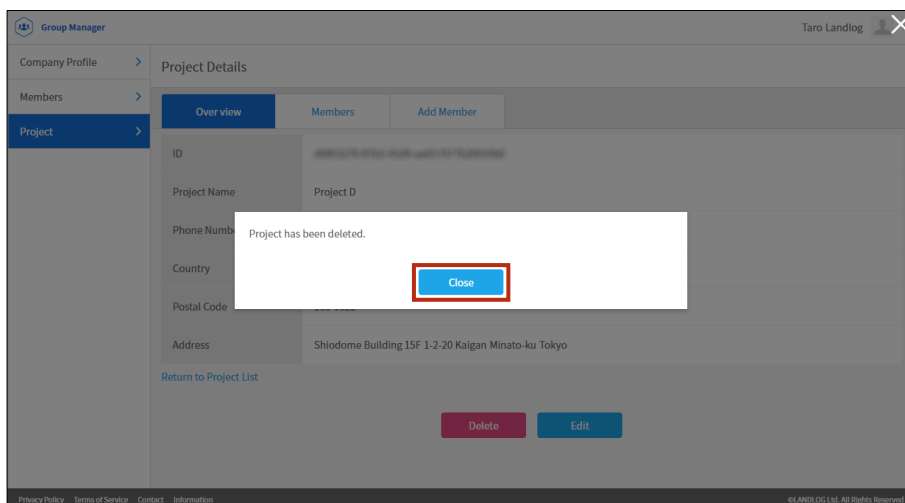 Group Manager
Taro Landlog
Company Profile
Members
Project
Project Details
Overview
Members
Add Member
ID
Project Name
Project D
Phone Numb
Project has been deleted.
Country
Close
Postal Code
Address
Shiodome Building 15F 1-2-20 Kaigan Minato-ku Tokyo
Return to Project List
Delete
Edit
Privacy Policy Terms of Service Contact Information
©LANDLOG Ltd. All Rights Reserved